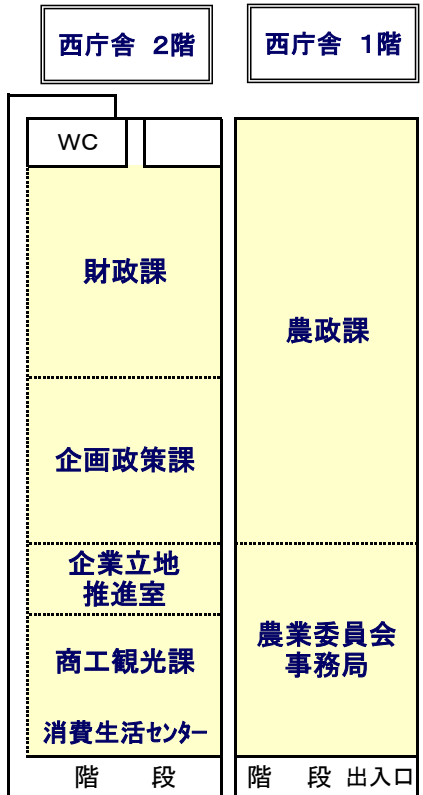 西庁舎 2階
WC
財政課
企画政策課
企業立地
推進室
商工観光課
消費生活センター
階 段
西庁舎 1階
農政課
農業委員会
事務局
階 段 出入口